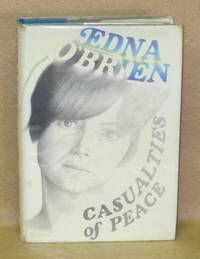 EDNA
O'BRIEN
CASUALTIES
of PEACE